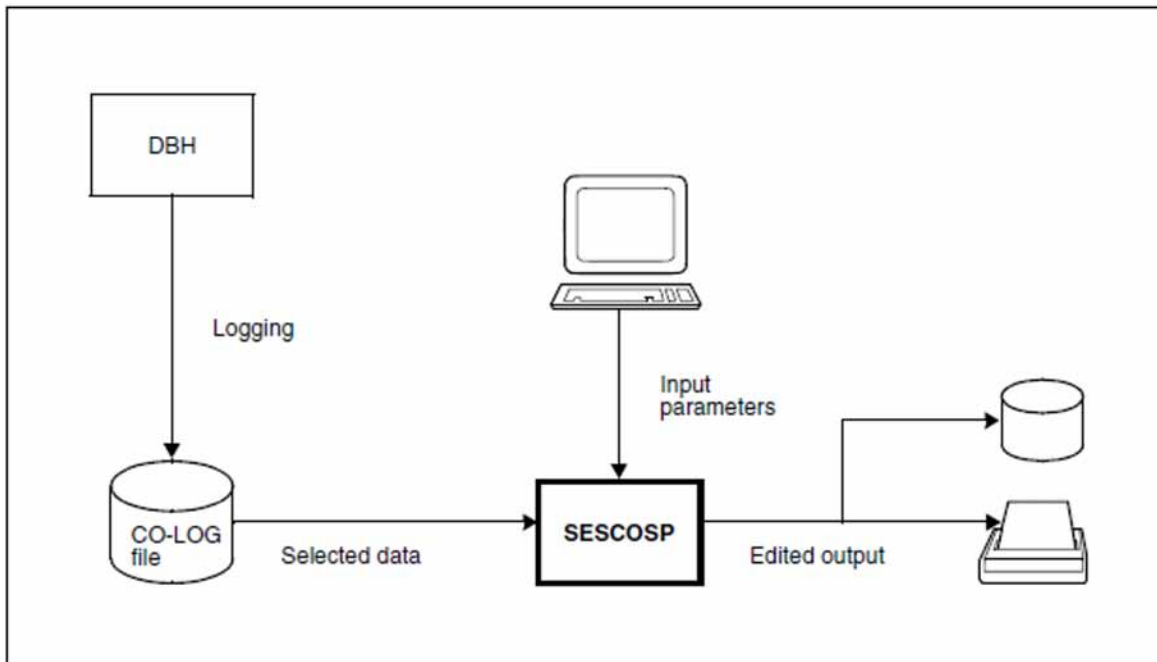 DBH
Logging
Input
parameters
CO-LOG
file
Selected data
SESCOSP
Edited output